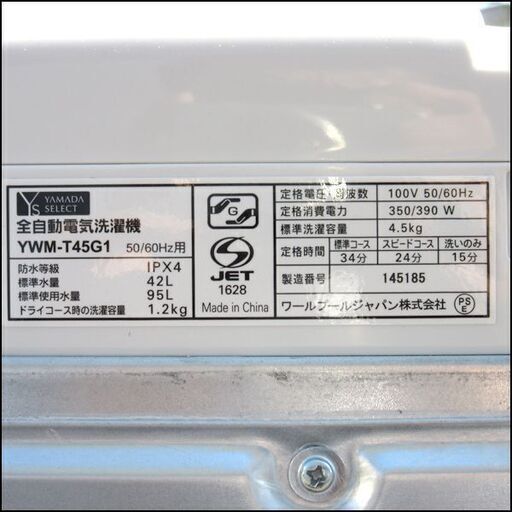 YS YAMADA
SELECT
全自動電気洗濯機
YWM-T45G1 50/60Hz用
防水等級 IPX4
標準水量 42L
標準使用水量 95L
ドライコース時の洗濯容量 1.2kg
G
S
JET
1628
Made in China
定格電圧 周波数 100V 50/60Hz
定格消費電力 350/390 W
標準洗濯容量 4.5kg
定格時間 標準コース スピードコース 洗いのみ
34分 24分 15分
製造番号 145185
ワールプールジャパン株式会社 PS
E